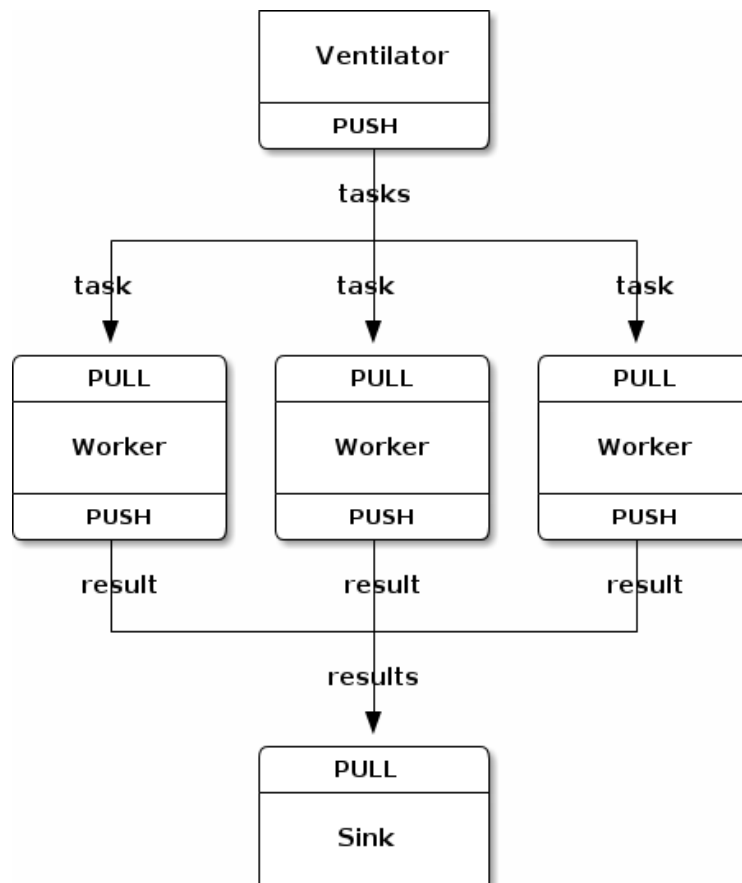 Ventilator
PUSH
tasks
task task task
PULL PULL PULL
Worker Worker Worker
PUSH PUSH PUSH
result result result
results
PULL
Sink